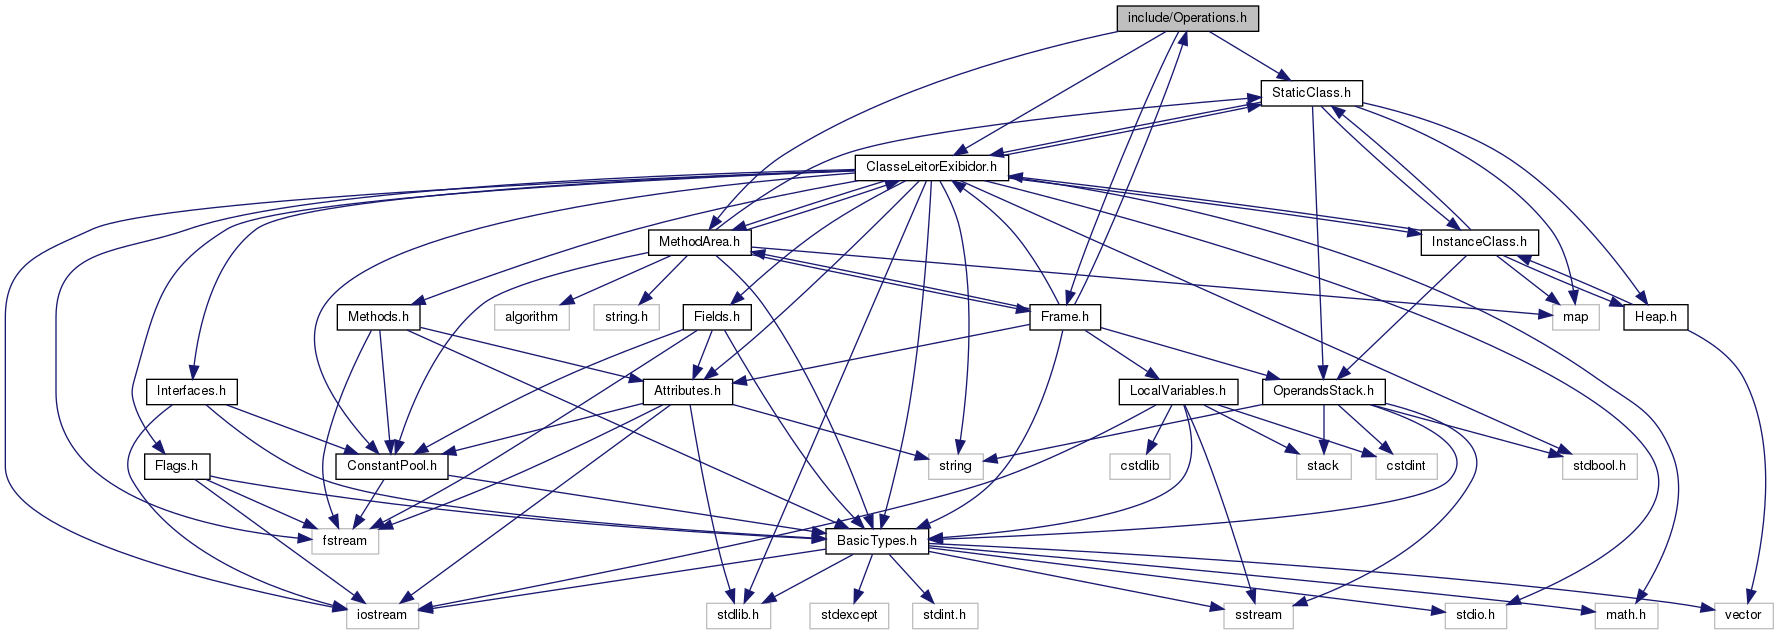 include/Operations.h
StaticClass.h
ClasseLeitorExibidor.h
MethodArea.h
InstanceClass.h
Methods.h
algorithm
string.h
Fields.h
Frame.h
map
Heap.h
Interfaces.h
Attributes.h
LocalVariables.h
OperandsStack.h
Flags.h
ConstantPool.h
string
cstdlib
stack
cstdint
stdbool.h
fstream
BasicTypes.h
iostream
stdlib.h
stdexcept
stdint.h
sstream
stdio.h
math.h
vector